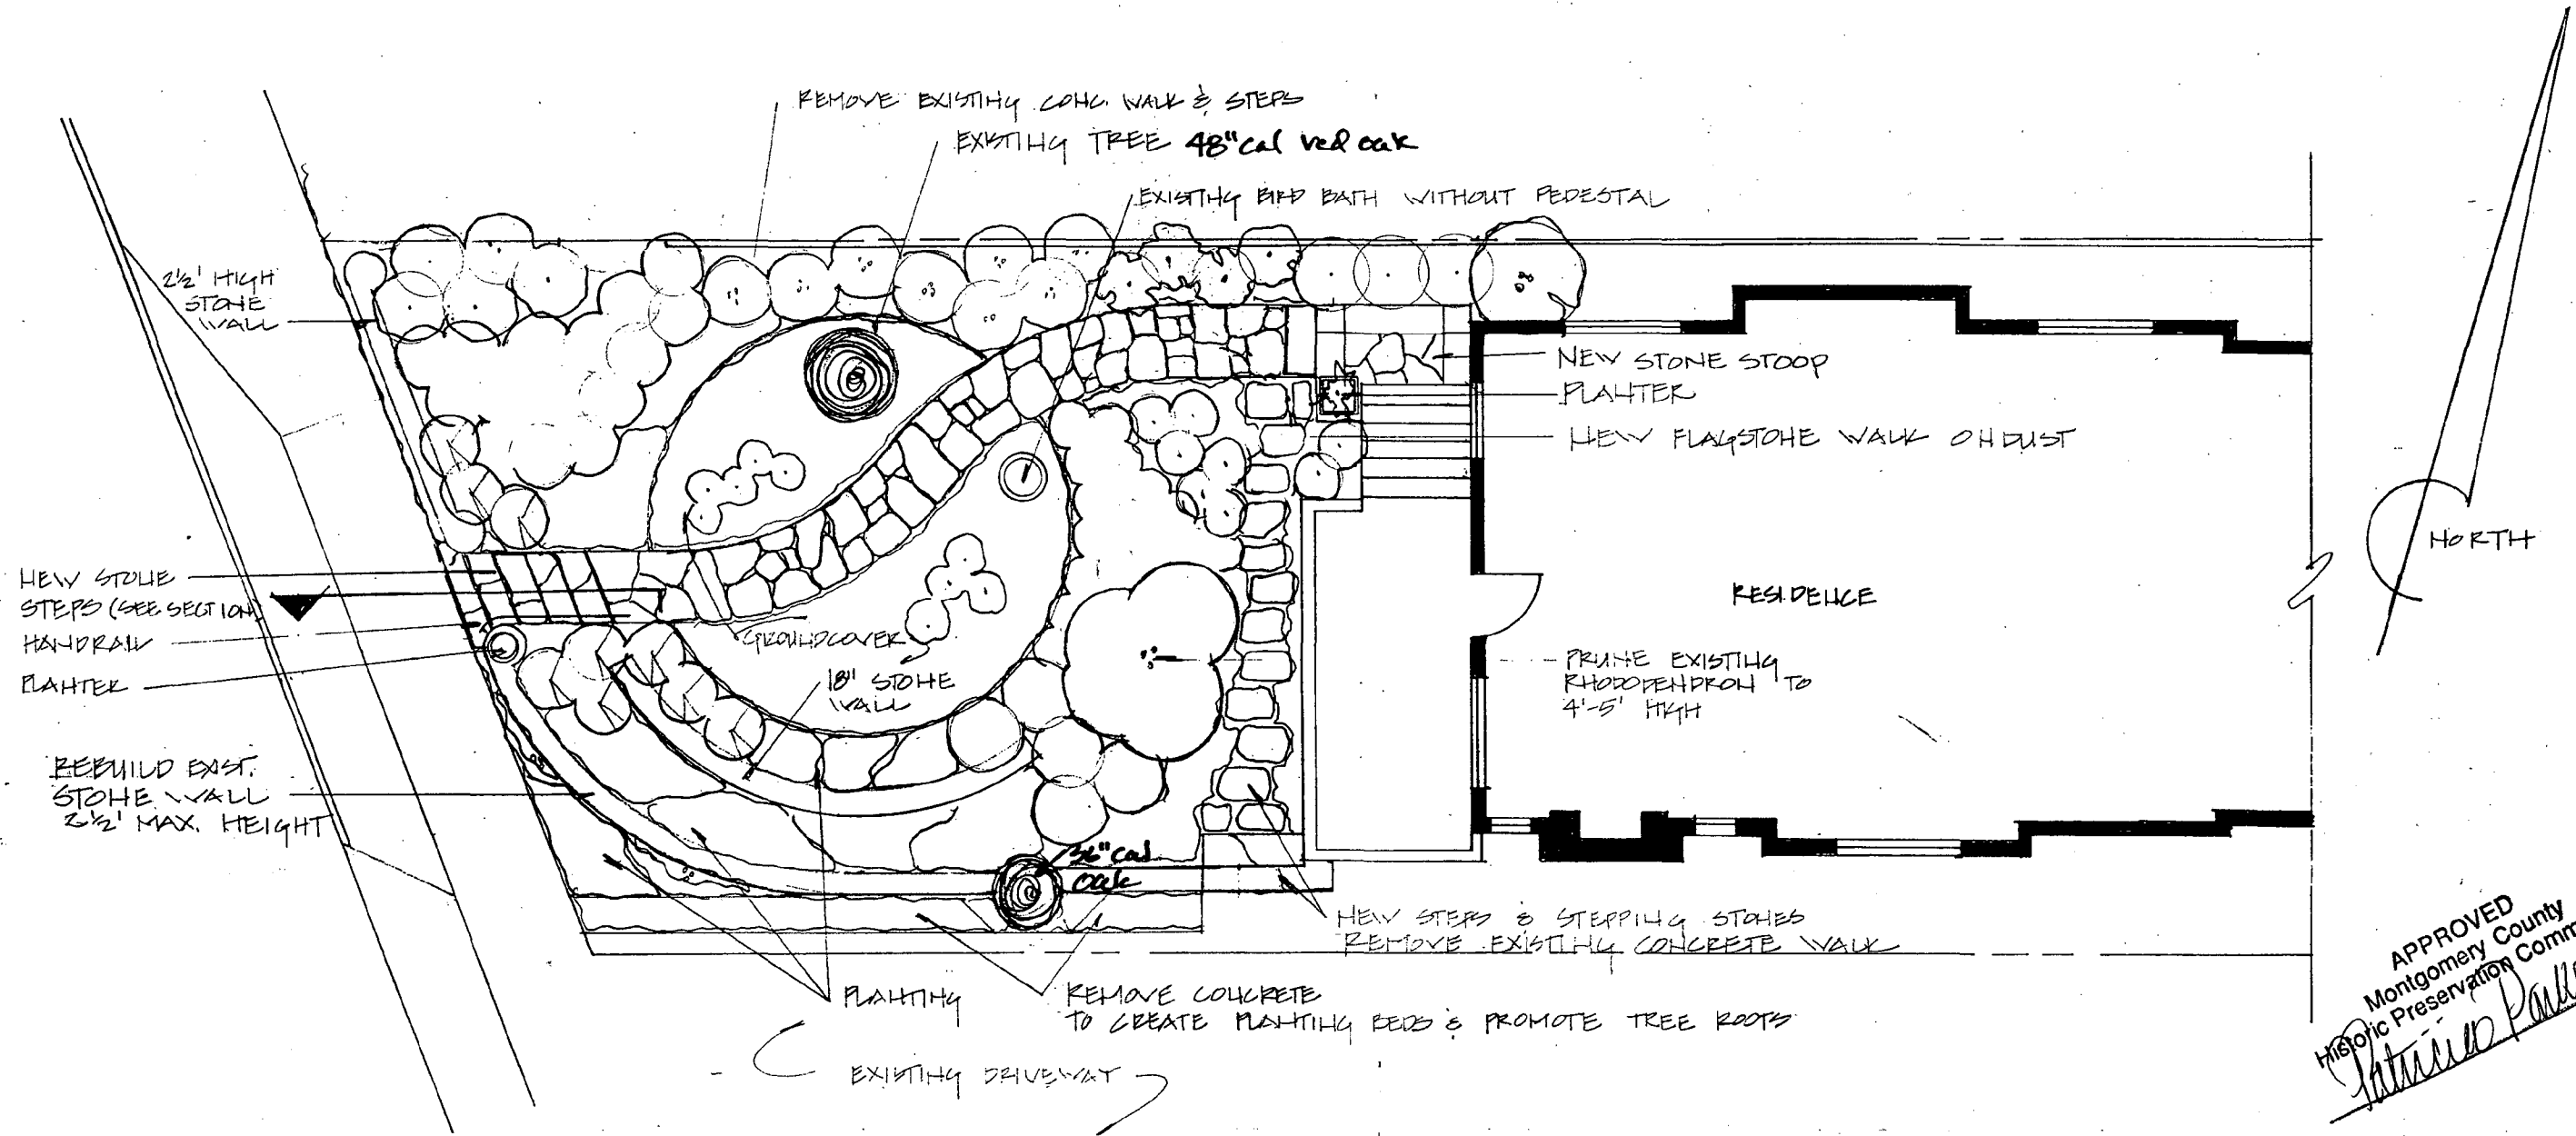 REMOVE EXISTING CONC. WALK & STEPS
EXISTING TREE 48" cal red oak
EXISTING BIRD BATH WITHOUT PEDESTAL
2½' HIGH
STONE
WALL
NEW STONE STOOP
PLANTER
NEW FLAGSTONE WALK ON DUST
NORTH
NEW STONE
STEPS (SEE SECTION)
HANDRAIL
PLANTER
RESIDENCE
GROUNDCOVER
18" STONE
WALL
PRUNE EXISTING
RHODODENDRON TO
4'-5' HIGH
REBUILD EXIST.
STONE WALL
2½' MAX. HEIGHT
36" cal
oak
NEW STEPS & STEPPING STONES
REMOVE EXISTING CONCRETE WALK
PLANTING
REMOVE CONCRETE
TO CREATE PLANTING BEDS & PROMOTE TREE ROOTS
EXISTING DRIVEWAY
APPROVED
Montgomery County
Historic Preservation Comm
Patricia